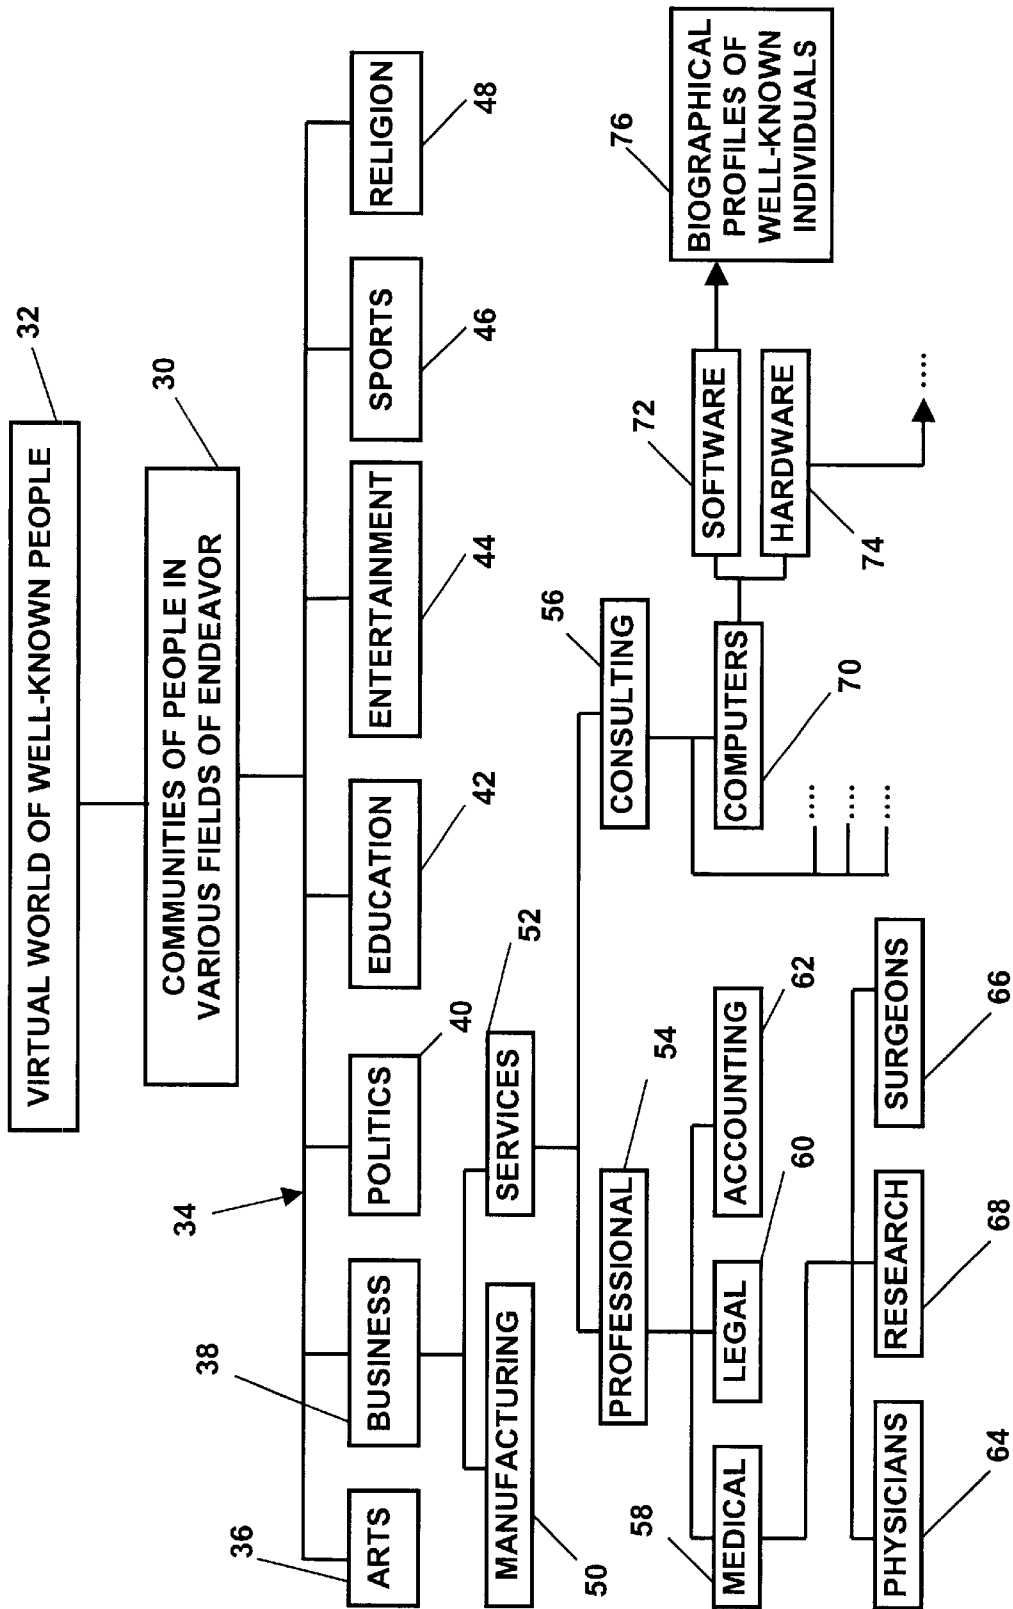 VIRTUAL WORLD OF WELL-KNOWN PEOPLE
32
COMMUNITIES OF PEOPLE IN
VARIOUS FIELDS OF ENDEAVOR
30
34
36
ARTS
38
BUSINESS
POLITICS
40
EDUCATION
42
ENTERTAINMENT
44
SPORTS
46
RELIGION
48
MANUFACTURING
50
SERVICES
52
PROFESSIONAL
54
CONSULTING
56
58
MEDICAL
LEGAL
60
ACCOUNTING
62
COMPUTERS
70
....
....
....
72
SOFTWARE
HARDWARE
74
....
76
BIOGRAPHICAL
PROFILES OF
WELL-KNOWN
INDIVIDUALS
PHYSICIANS
64
RESEARCH
68
SURGEONS
66